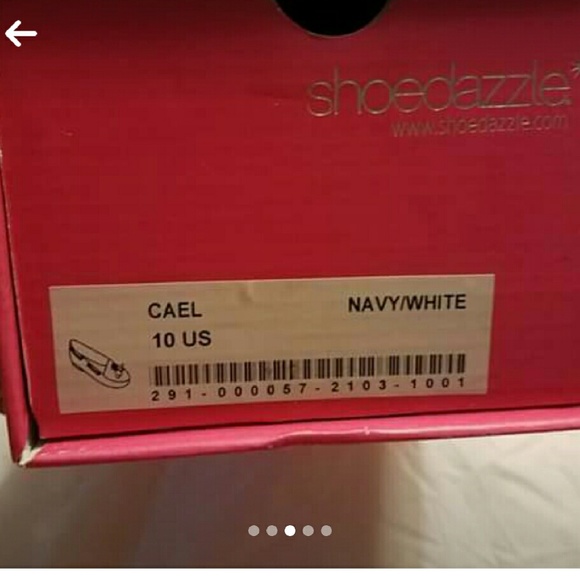 shoedazzle
www.shoedazzle.com
CAEL NAVY/WHITE
10 US
291-000057-2103-1001